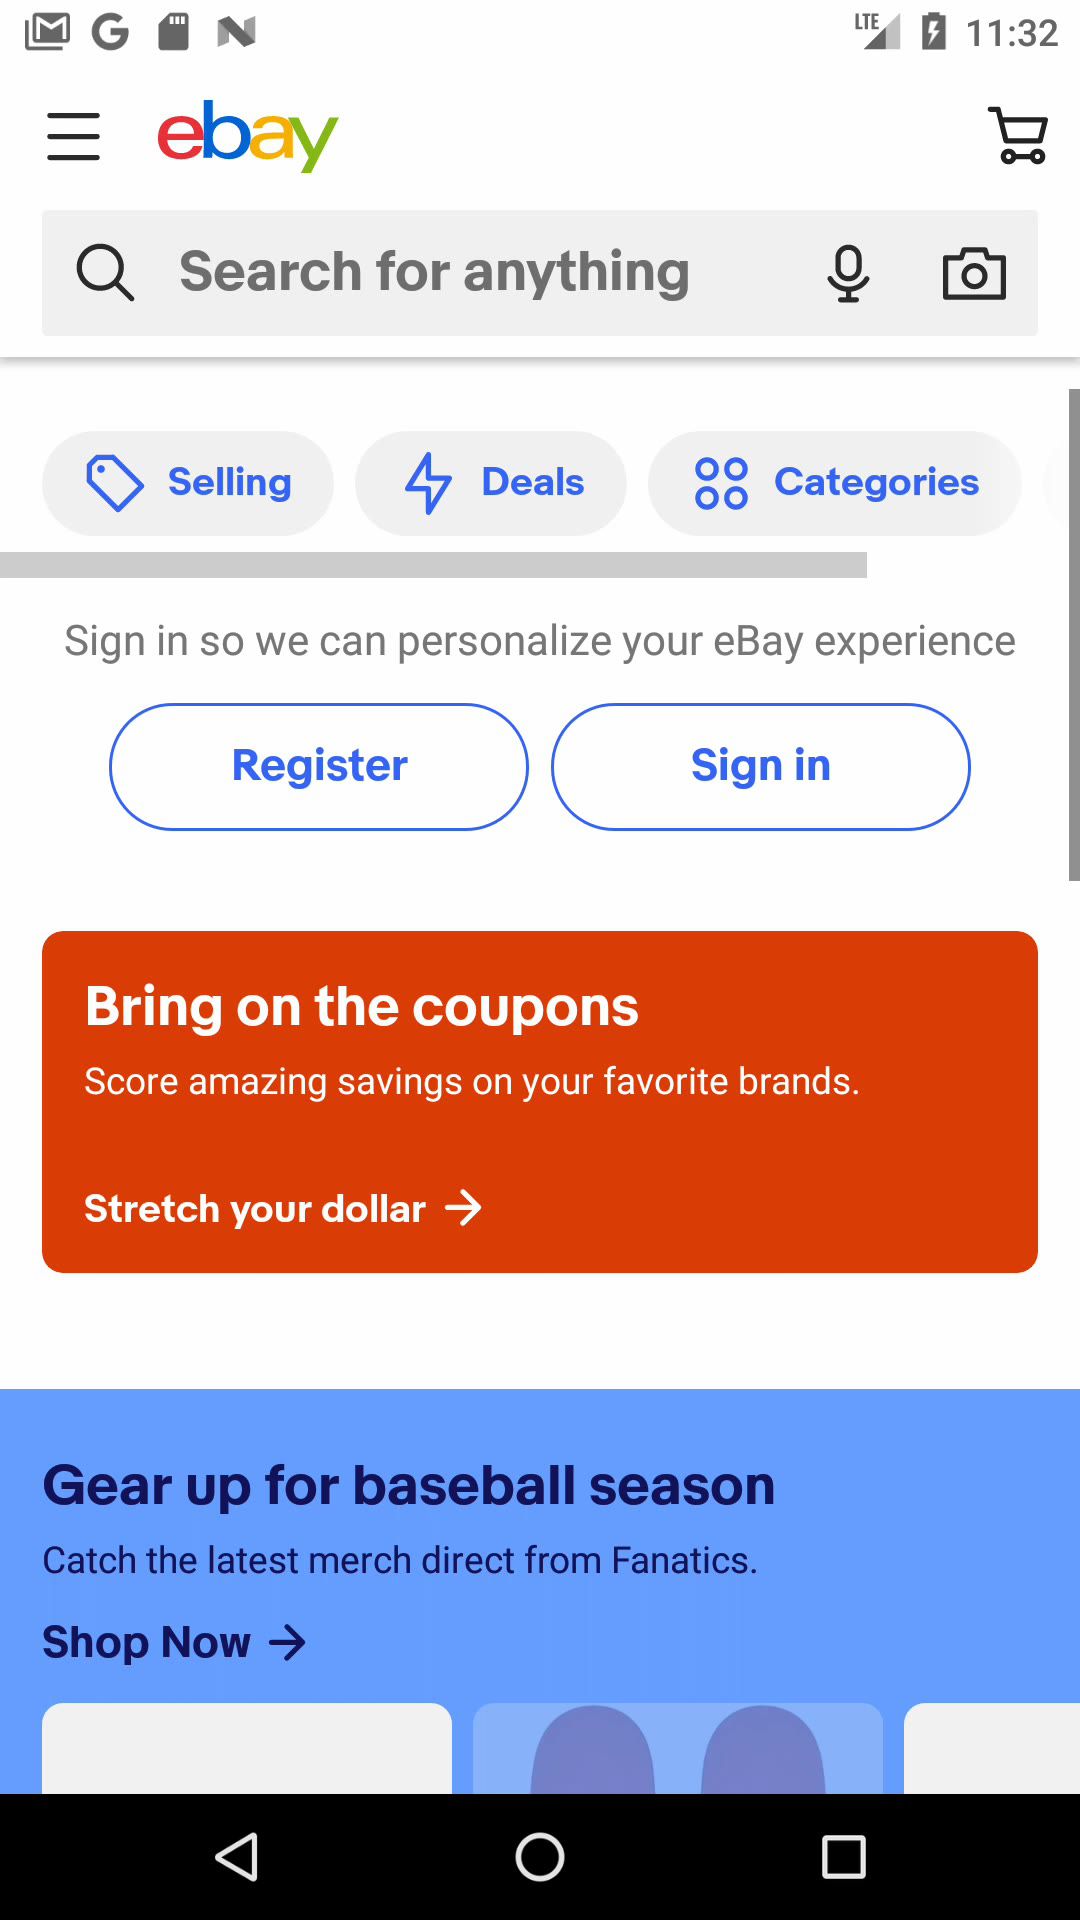 LTE 11:32
ebay
Search for anything
Selling Deals Categories
Sign in so we can personalize your eBay experience
Register Sign in
Bring on the coupons
Score amazing savings on your favorite brands.
Stretch your dollar
Gear up for baseball season
Catch the latest merch direct from Fanatics.
Shop Now